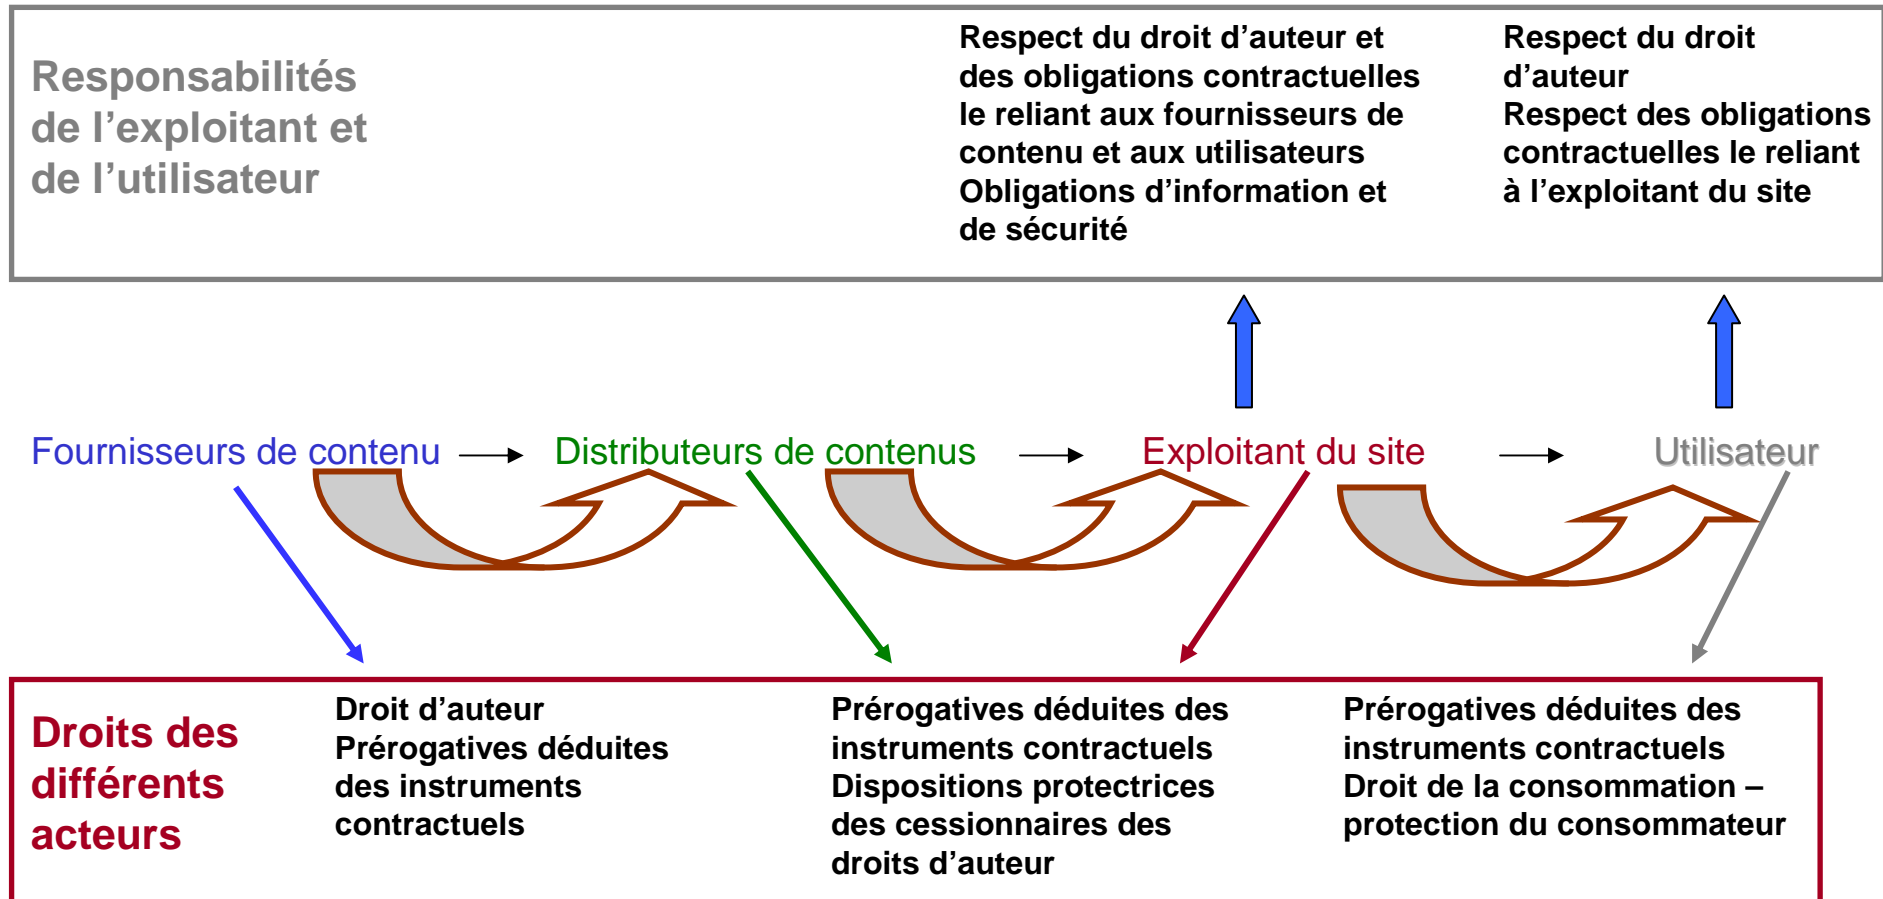 Responsabilités
de l’exploitant et
de l’utilisateur
Respect du droit d’auteur et
des obligations contractuelles
le reliant aux fournisseurs de
contenu et aux utilisateurs
Obligations d’information et
de sécurité
Respect du droit
d’auteur
Respect des obligations
contractuelles le reliant
à l’exploitant du site
Fournisseurs de contenu
Distributeurs de contenus
Exploitant du site
Utilisateur
Droits des
différents
acteurs
Droit d’auteur
Prérogatives déduites
des instruments
contractuels
Prérogatives déduites des
instruments contractuels
Dispositions protectrices
des cessionnaires des
droits d’auteur
Prérogatives déduites des
instruments contractuels
Droit de la consommation –
protection du consommateur